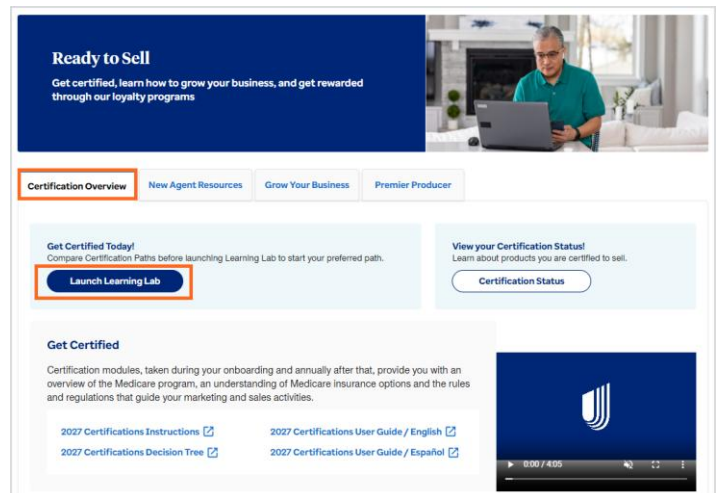 Ready to Sell
Get certified, learn how to grow your business, and get rewarded
through our loyalty programs
Certification Overview
New Agent Resources
Grow Your Business
Premier Producer
Get Certified Today!
Compare Certification Paths before launching Learning Lab to start your preferred path.
Launch Learning Lab
View your Certification Status!
Learn about products you are certified to sell.
Certification Status
Get Certified
Certification modules, taken during your onboarding and annually after that, provide you with an
overview of the Medicare program, an understanding of Medicare insurance options and the rules
and regulations that guide your marketing and sales activities.
2027 Certifications Instructions
2027 Certifications User Guide / English
2027 Certifications Decision Tree
2027 Certifications User Guide / Español
0:00 / 4:05